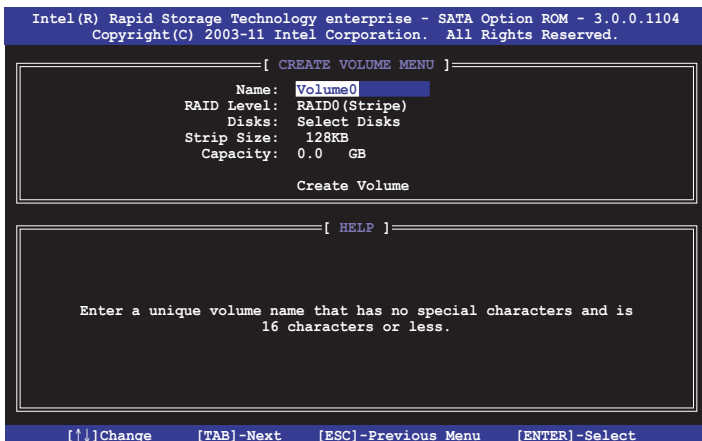 Intel(R) Rapid Storage Technology enterprise - SATA Option ROM - 3.0.0.1104
Copyright(C) 2003-11 Intel Corporation. All Rights Reserved.
[ CREATE VOLUME MENU ]
Name: Volume0
RAID Level: RAID0(Stripe)
Disks: Select Disks
Strip Size: 128KB
Capacity: 0.0 GB
Create Volume
[ HELP ]
Enter a unique volume name that has no special characters and is
16 characters or less.
[↑↓]Change [TAB]-Next [ESC]-Previous Menu [ENTER]-Select